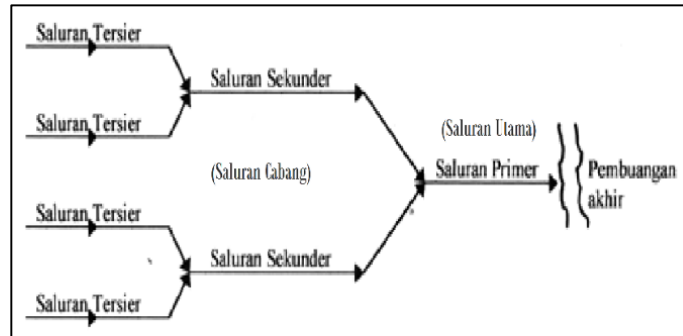 Saluran Tersier
Saluran Sekunder
Saluran Tersier
(Saluran Utama)
(Saluran Cabang)
Saluran Primer
Pembuangan
akhir
Saluran Tersier
Saluran Sekunder
Saluran Tersier